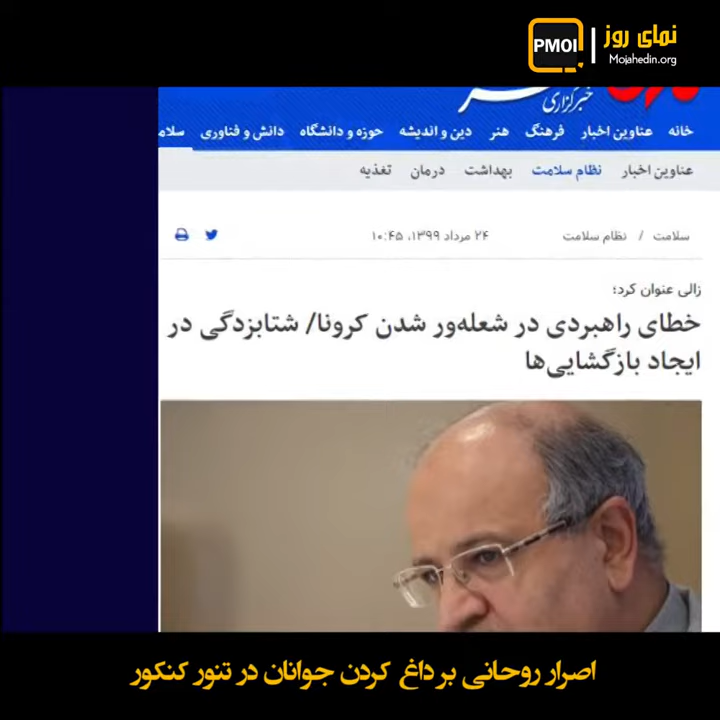 نمای روز
Mojahedin.org
PMOI
خبرگزاری
خانه عناوین اخبار فرهنگ هنر دین و اندیشه حوزه و دانشگاه دانش و فناوری سلامت
عناوین اخبار نظام سلامت بهداشت درمان تغذیه
سلامت / نظام سلامت ۲۴ مرداد ۱۳۹۹، ۱۰:۴۵
زالی عنوان کرد؛
خطای راهبردی در شعله‌ور شدن کرونا/ شتابزدگی در
ایجاد بازگشایی‌ها
اصرار روحانی بر داغ کردن جوانان در تنور کنکور